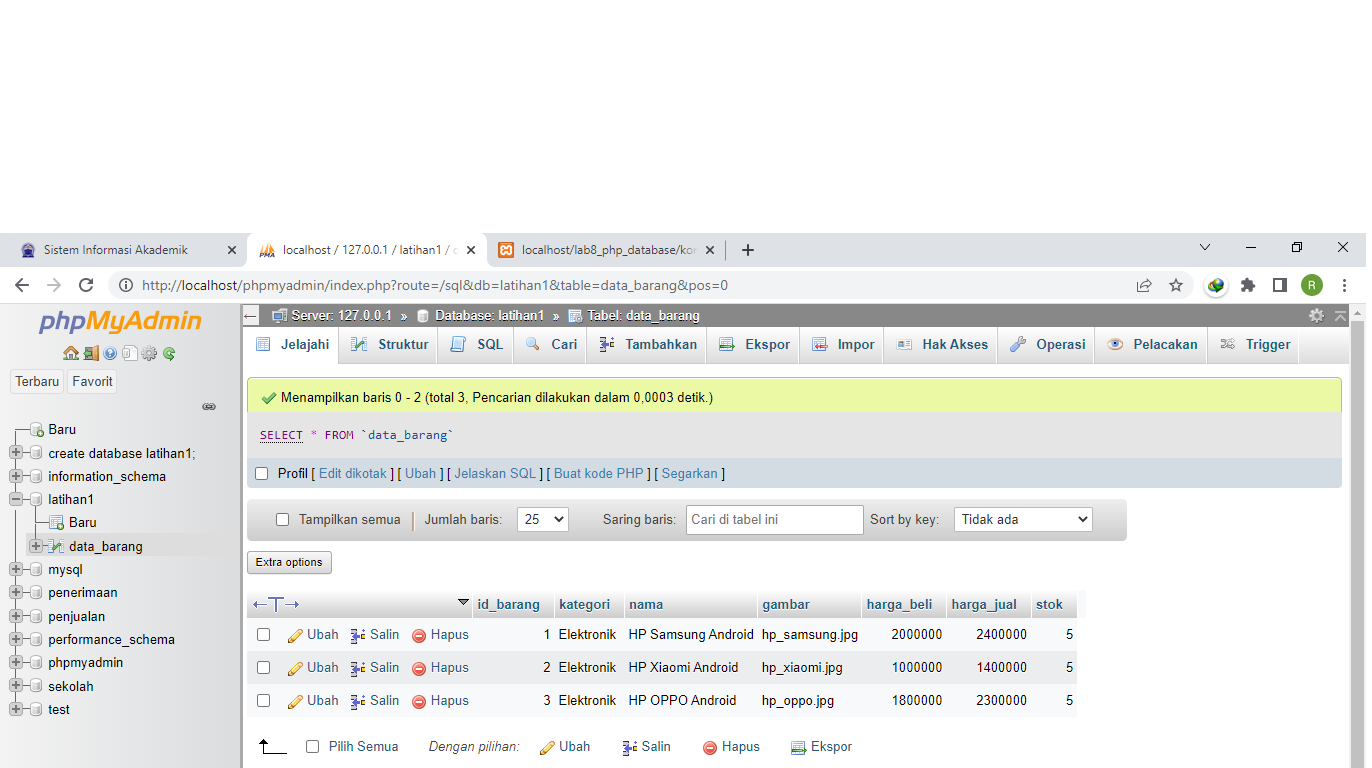 Sistem Informasi Akademik
localhost / 127.0.0.1 / latihan1 / 
localhost/lab8_php_database/kor
http://localhost/phpmyadmin/index.php?route=/sql&db=latihan1&table=data_barang&pos=0
R
phpMyAdmin
Terbaru Favorit
Baru
create database latihan1;
information_schema
latihan1
Baru
data_barang
mysql
penerimaan
penjualan
performance_schema
phpmyadmin
sekolah
test
Server: 127.0.0.1 » Database: latihan1 » Tabel: data_barang
Jelajahi Struktur SQL Cari Tambahkan Ekspor Impor Hak Akses Operasi Pelacakan Trigger
Menampilkan baris 0 - 2 (total 3, Pencarian dilakukan dalam 0,0003 detik.)
SELECT * FROM `data_barang`
Profil [ Edit dikotak ] [ Ubah ] [ Jelaskan SQL ] [ Buat kode PHP ] [ Segarkan ]
Tampilkan semua Jumlah baris: 25 Saring baris: Cari di tabel ini Sort by key: Tidak ada
Extra options
←T→ id_barang kategori nama gambar harga_beli harga_jual stok
Ubah Salin Hapus 1 Elektronik HP Samsung Android hp_samsung.jpg 2000000 2400000 5
Ubah Salin Hapus 2 Elektronik HP Xiaomi Android hp_xiaomi.jpg 1000000 1400000 5
Ubah Salin Hapus 3 Elektronik HP OPPO Android hp_oppo.jpg 1800000 2300000 5
Pilih Semua Dengan pilihan: Ubah Salin Hapus Ekspor